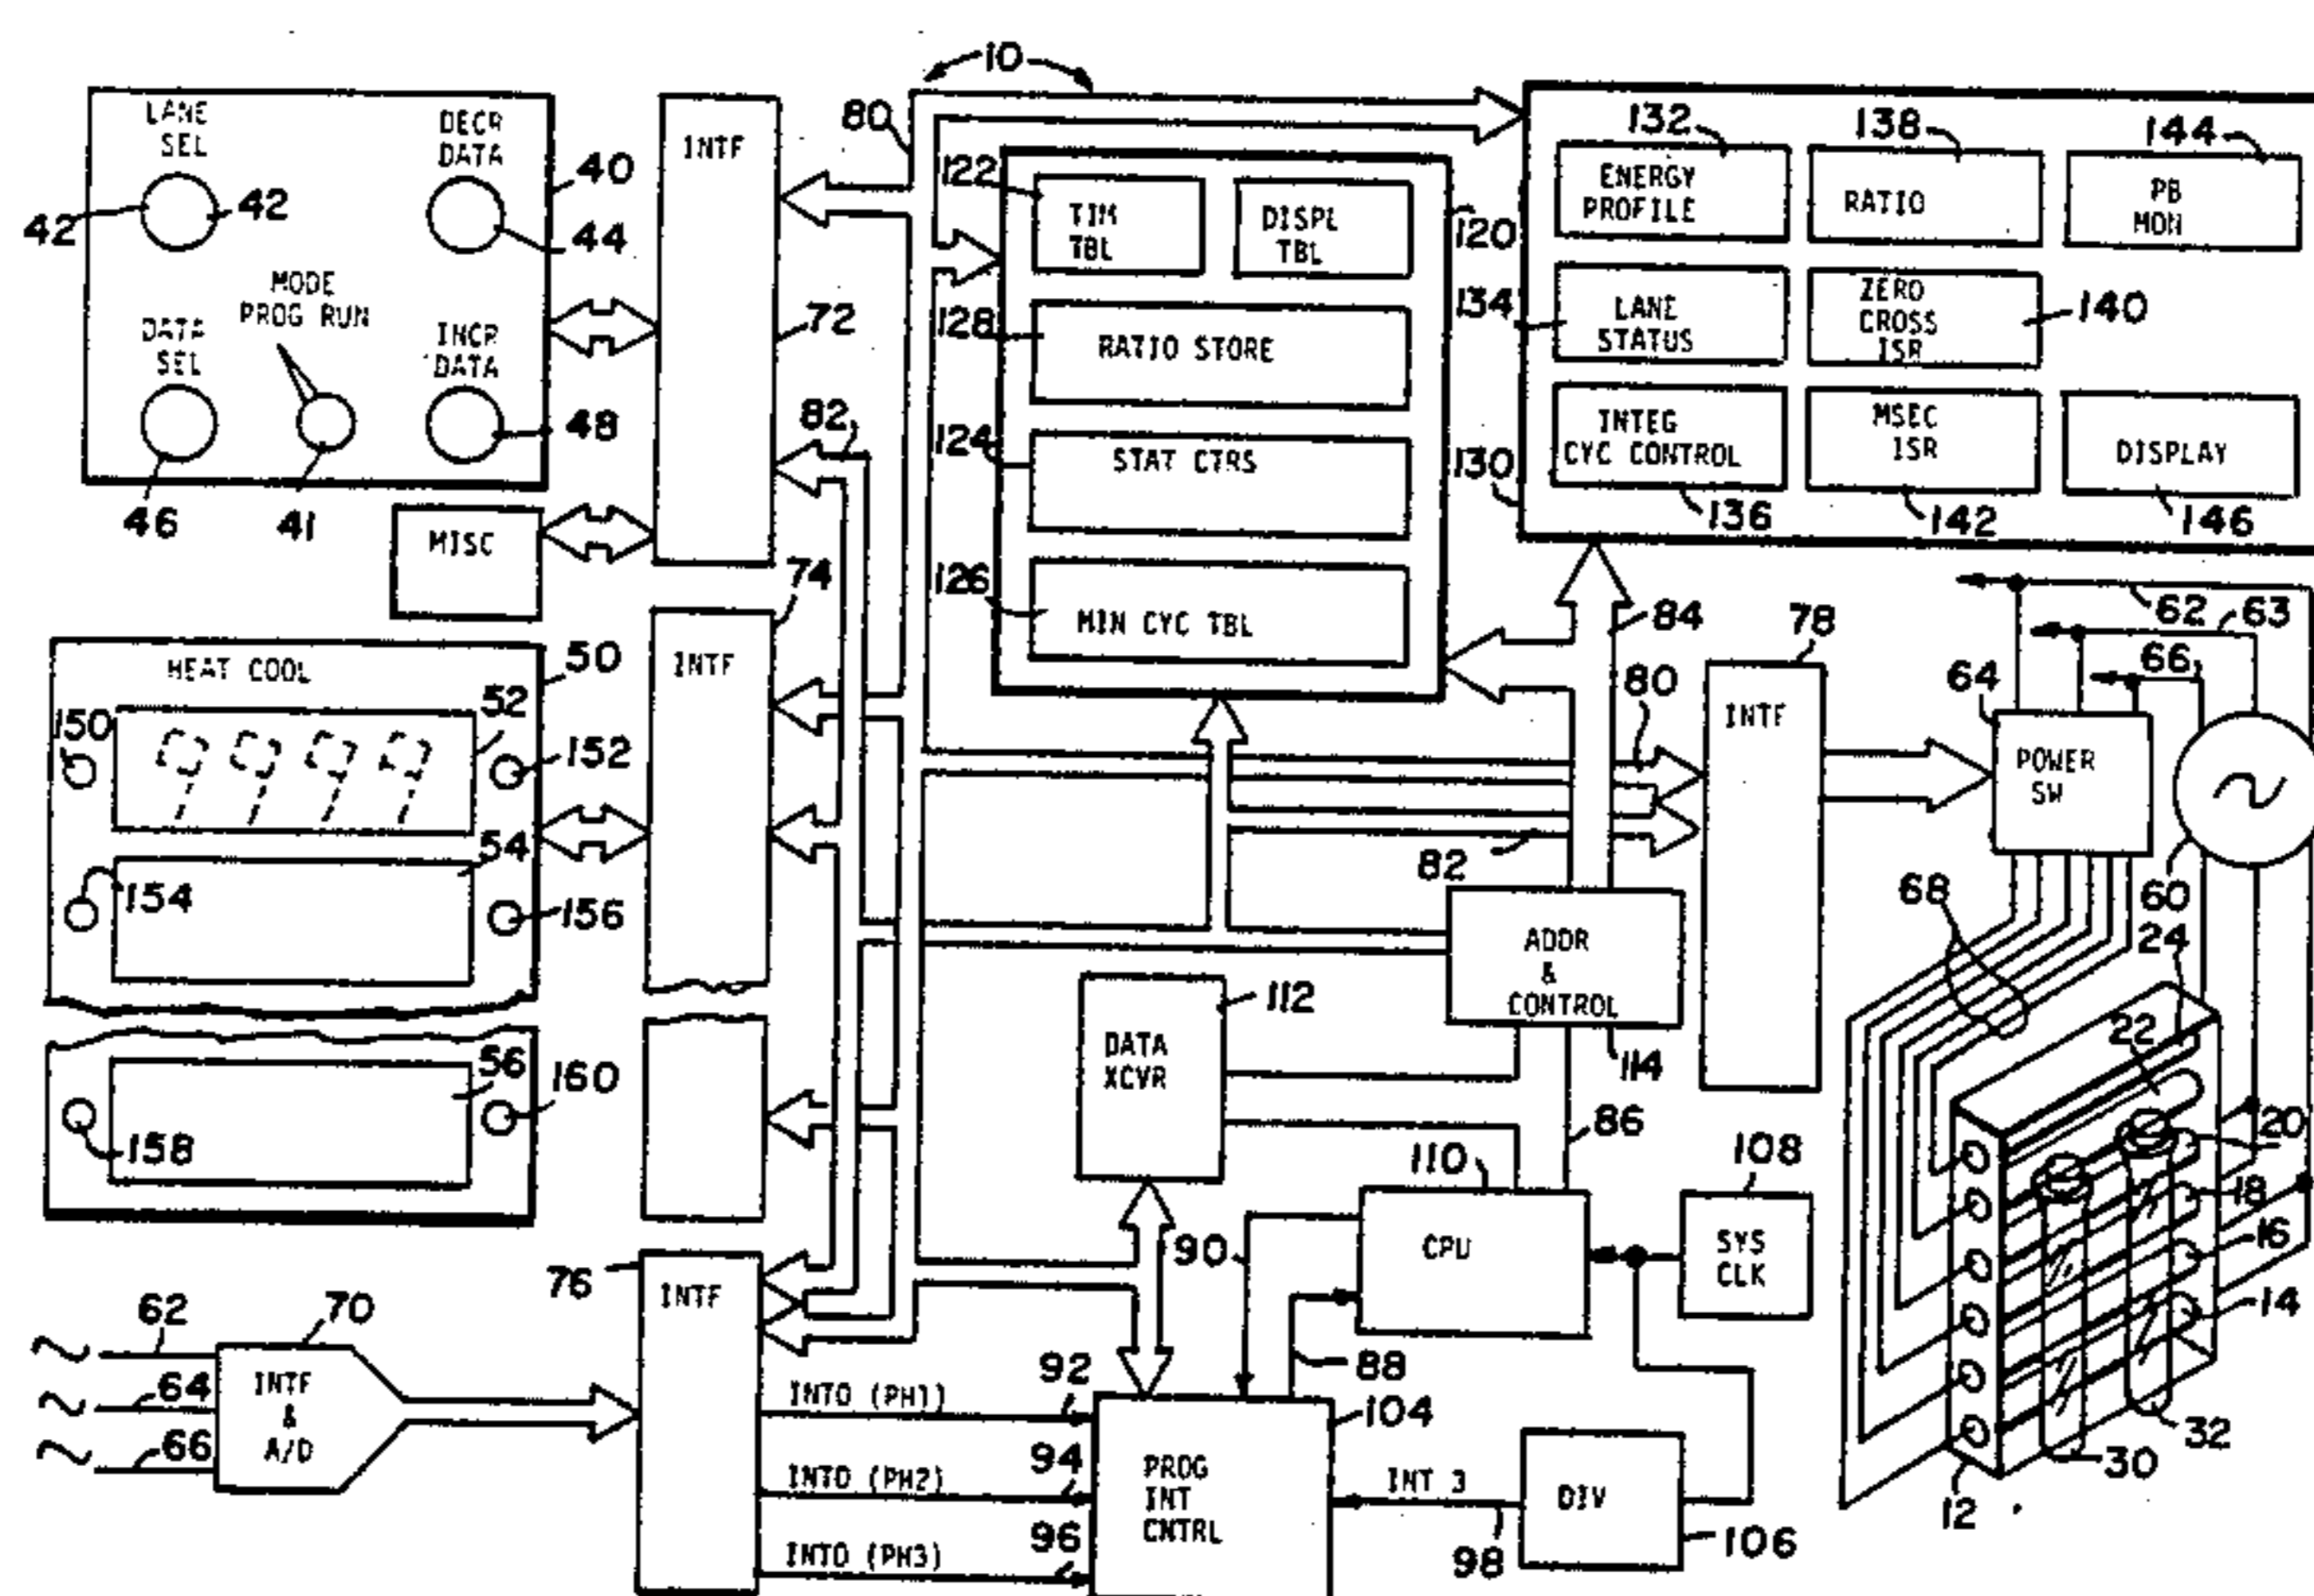 10
LANE
SEL
DECR
DATA
42
42
44
40
MODE
PROG RUN
DATA
SEL
INCR
DATA
46
41
48
MISC
INTF
72
80
82
122
TIM
TBL
DISPL
TBL
120
128
RATIO STORE
124
STAT CTRS
126
MIN CYC TBL
132
138
144
ENERGY
PROFILE
RATIO
PB
MON
134
LANE
STATUS
ZERO
CROSS
ISR
140
130
INTEG
CYC CONTROL
MSEC
ISR
DISPLAY
136
142
146
HEAT COOL
50
52
150
152
54
154
156
56
158
160
74
INTF
84
80
82
78
INTF
62
63
66
64
POWER
SW
60
68
24
22
20
18
16
14
32
30
12
ADDR
&
CONTROL
114
112
DATA
XCVR
86
110
CPU
108
SYS
CLK
90
88
62
64
66
70
INTF
&
A/D
76
INTF
INTO (PH1)
92
INTO (PH2)
94
INTO (PH3)
96
104
PROG
INT
CNTRL
INT 3
98
DIV
106